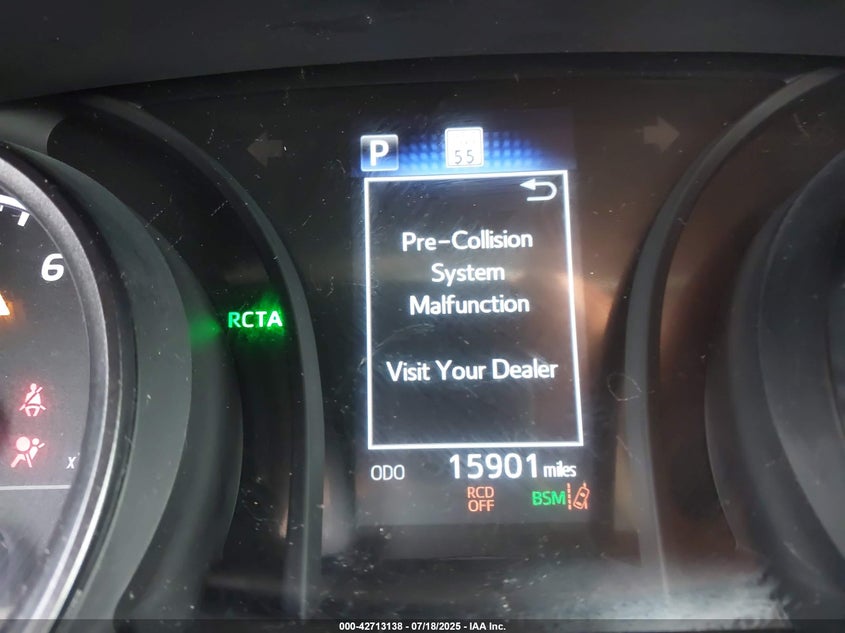 P
55
6
Pre-Collision
System
Malfunction
RCTA
Visit Your Dealer
x
ODO 15901 miles
RCD
OFF
BSM
000-42713138 - 07/18/2025 - IAA Inc.